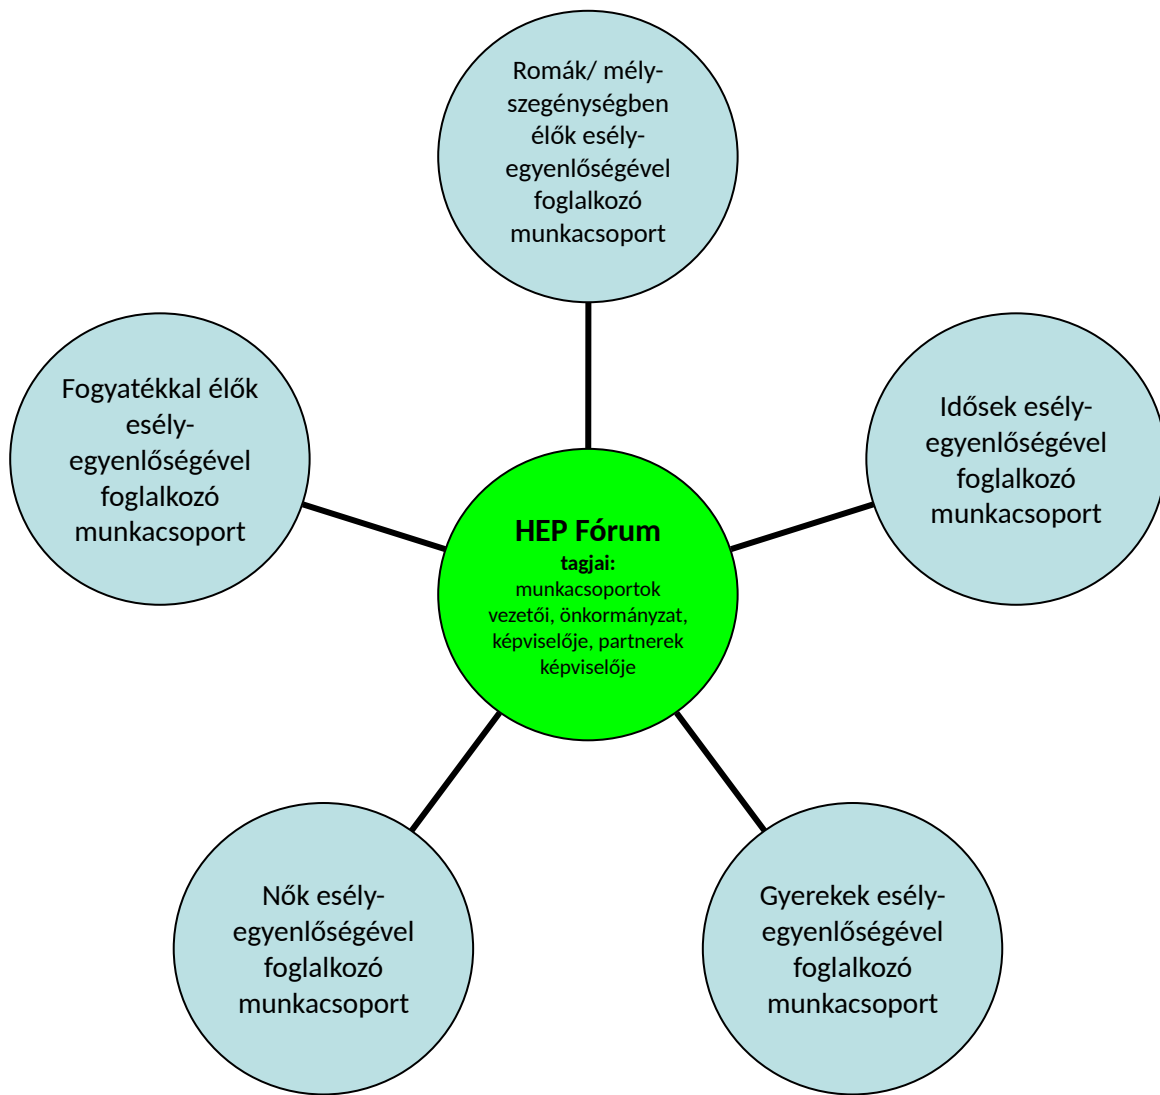 Romák/ mély-
szegénységben
élők esély-
egyenlőségével
foglalkozó
munkacsoport
Fogyatékkal élők
esély-
egyenlőségével
foglalkozó
munkacsoport
Idősek esély-
egyenlőségével
foglalkozó
munkacsoport
HEP Fórum
tagjai:
munkacsoportok
vezetői, önkormányzat,
képviselője, partnerek
képviselője
Nők esély-
egyenlőségével
foglalkozó
munkacsoport
Gyerekek esély-
egyenlőségével
foglalkozó
munkacsoport